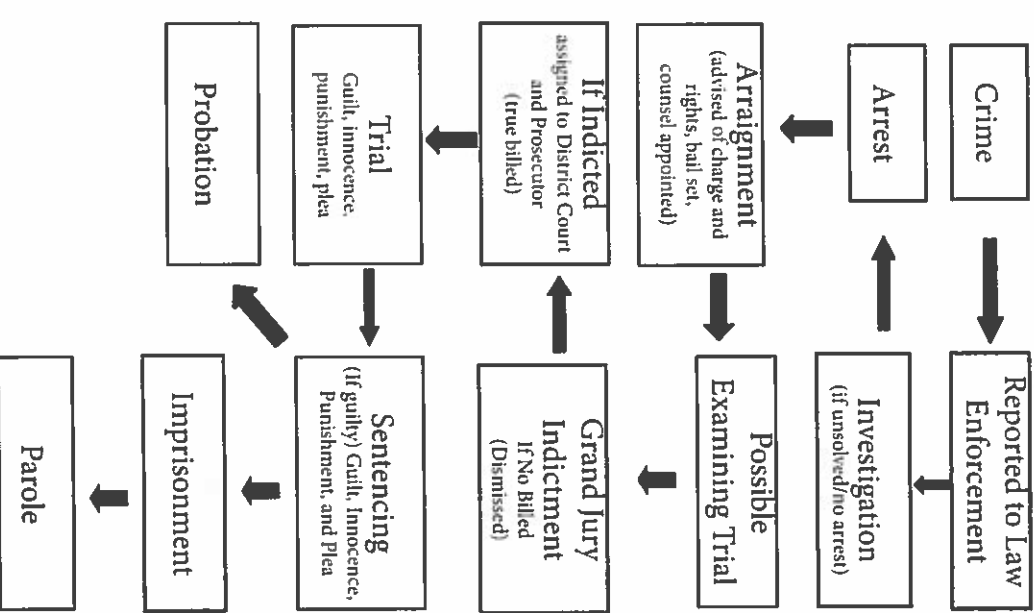 Crime
Reported to Law
Enforcement
Investigation
(if unsolved/no arrest)
Arrest
Arraignment
(advised of charge and
rights, bail set,
counsel appointed)
Possible
Examining Trial
Grand Jury
Indictment
If No Billed
(Dismissed)
If Indicted
assigned to District Court
and Prosecutor
(true billed)
Trial
Guilt, innocence,
punishment, plea
Sentencing
(If guilty) Guilt, Innocence,
Punishment, and Plea
Probation
Imprisonment
Parole